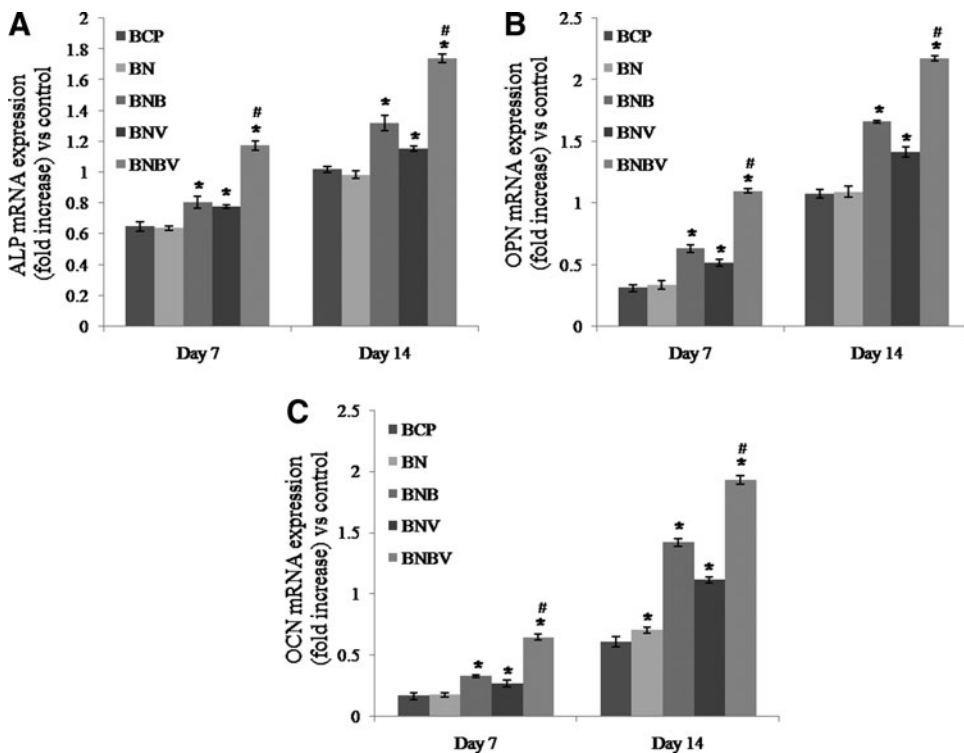 A
ALP mRNA expression
(fold increase) vs control
2
1.8
1.6
1.4
1.2
1
0.8
0.6
0.4
0.2
0
BCP
BN
BNB
BNV
BNBV
*
*
#
*
*
*
#
*
Day 7
Day 14
B
OPN mRNA expression
(fold increase) vs control
2.5
2
1.5
1
0.5
0
BCP
BN
BNB
BNV
BNBV
*
*
#
*
*
*
#
*
Day 7
Day 14
C
OCN mRNA expression
(fold increase) vs control
2.5
2
1.5
1
0.5
0
BCP
BN
BNB
BNV
BNBV
*
*
#
*
*
*
*
#
*
Day 7
Day 14